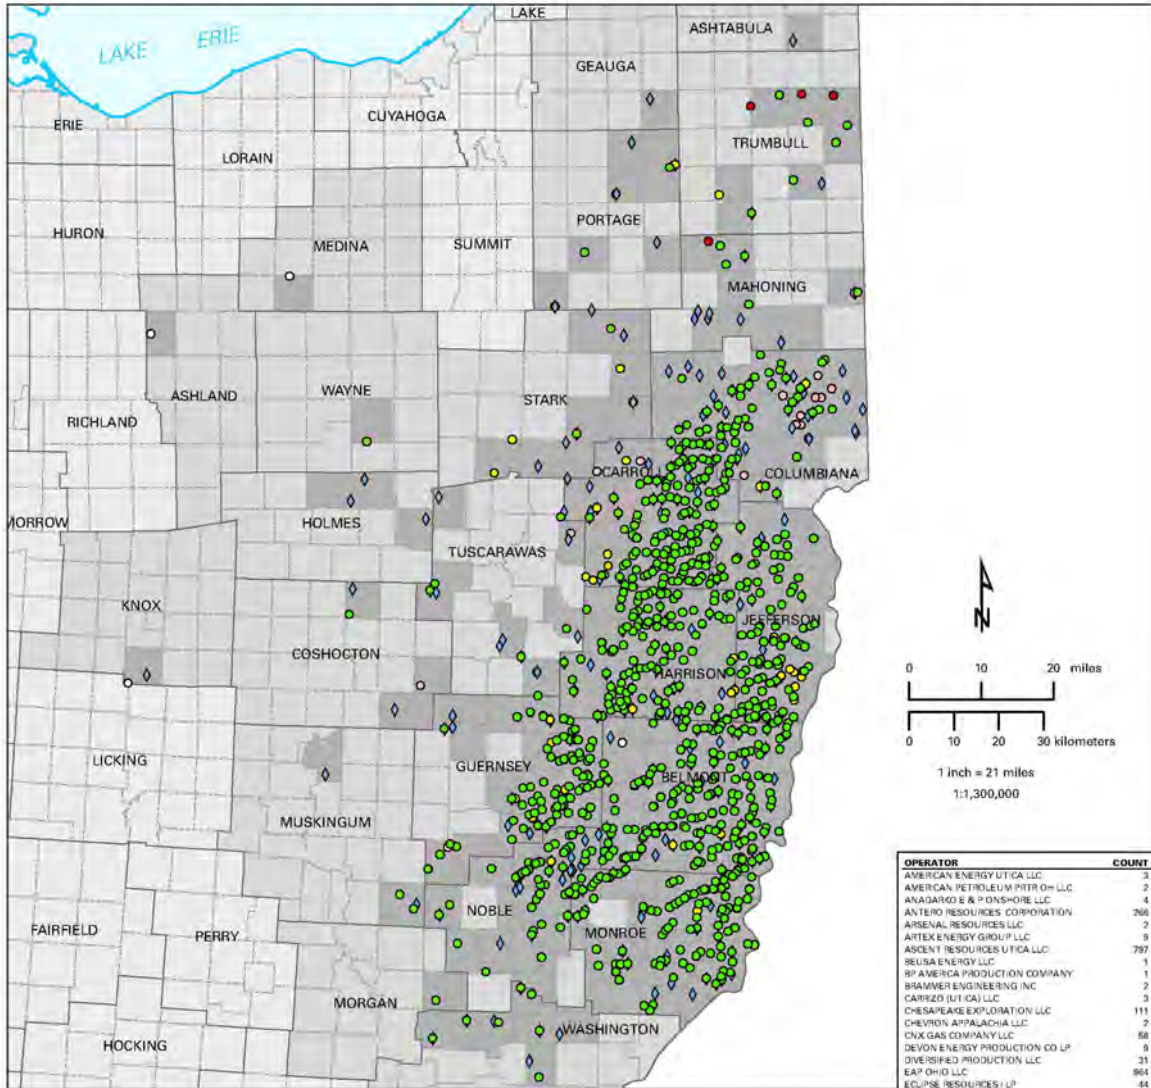 LAKE
ASHTABULA
LAKE ERIE
GEAUGA
CUYAHOGA
ERIE
TRUMBULL
LORAIN
PORTAGE
HURON
MEDINA
SUMMIT
MAHONING
WAYNE
ASHLAND
STARK
RICHLAND
OCARROLL
COLUMBIANA
MORROW
HOLMES
TUSCARAWAS
KNOX
JEFFERSON
COSHOCTON
HARRISON
N
0 10 20 miles
0 10 20 30 kilometers
1 inch = 21 miles
1:1,300,000
LICKING
GUERNSEY
BELMONT
MUSKINGUM
NOBLE
FAIRFIELD
PERRY
MONROE
MORGAN
WASHINGTON
HOCKING
OPERATOR COUNT
AMERICAN ENERGY UTICA LLC 3
AMERICAN PETROLEUM PRTR OH LLC 2
ANADARKO E & P ONSHORE LLC 4
ANTERO RESOURCES CORPORATION 266
ARSENAL RESOURCES LLC 2
ARTEX ENERGY GROUP LLC 9
ASCENT RESOURCES UTICA LLC 797
BEUSA ENERGY LLC 1
BP AMERICA PRODUCTION COMPANY 1
BRAMMER ENGINEERING INC 2
CARRIZO (UTICA) LLC 3
CHESAPEAKE EXPLORATION LLC 111
CHEVRON APPALACHIA LLC 2
CNX GAS COMPANY LLC 58
DEVON ENERGY PRODUCTION CO LP 9
DIVERSIFIED PRODUCTION LLC 31
EAP OHIO LLC 964
ECLIPSE RESOURCES I LP 44